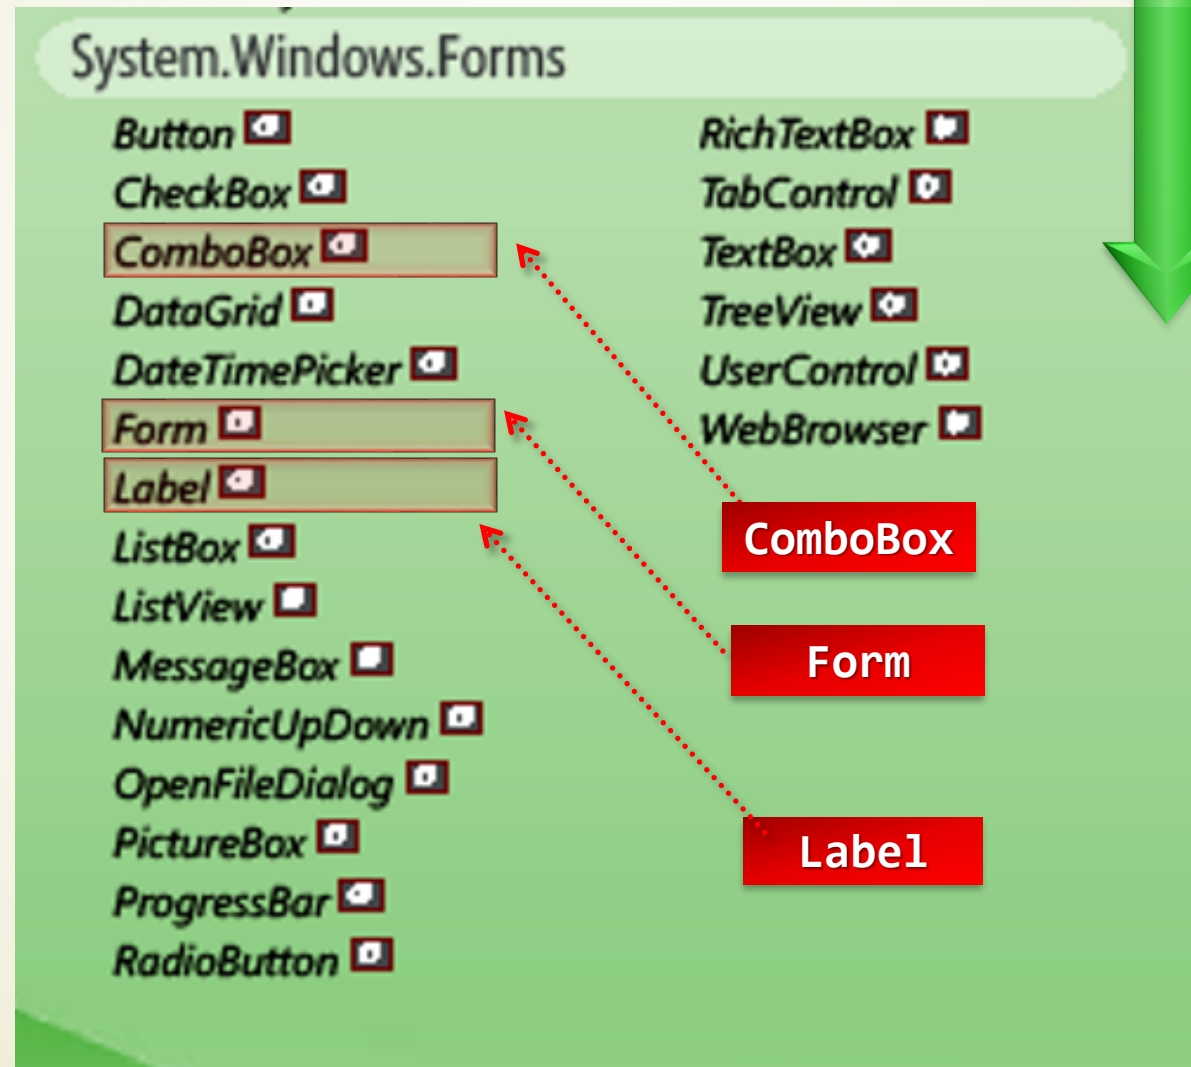 System.Windows.Forms
Button
CheckBox
ComboBox
DataGrid
DateTimePicker
Form
Label
ListBox
ListView
MessageBox
NumericUpDown
OpenFileDialog
PictureBox
ProgressBar
RadioButton
RichTextBox
TabControl
TextBox
TreeView
UserControl
WebBrowser
ComboBox
Form
Label